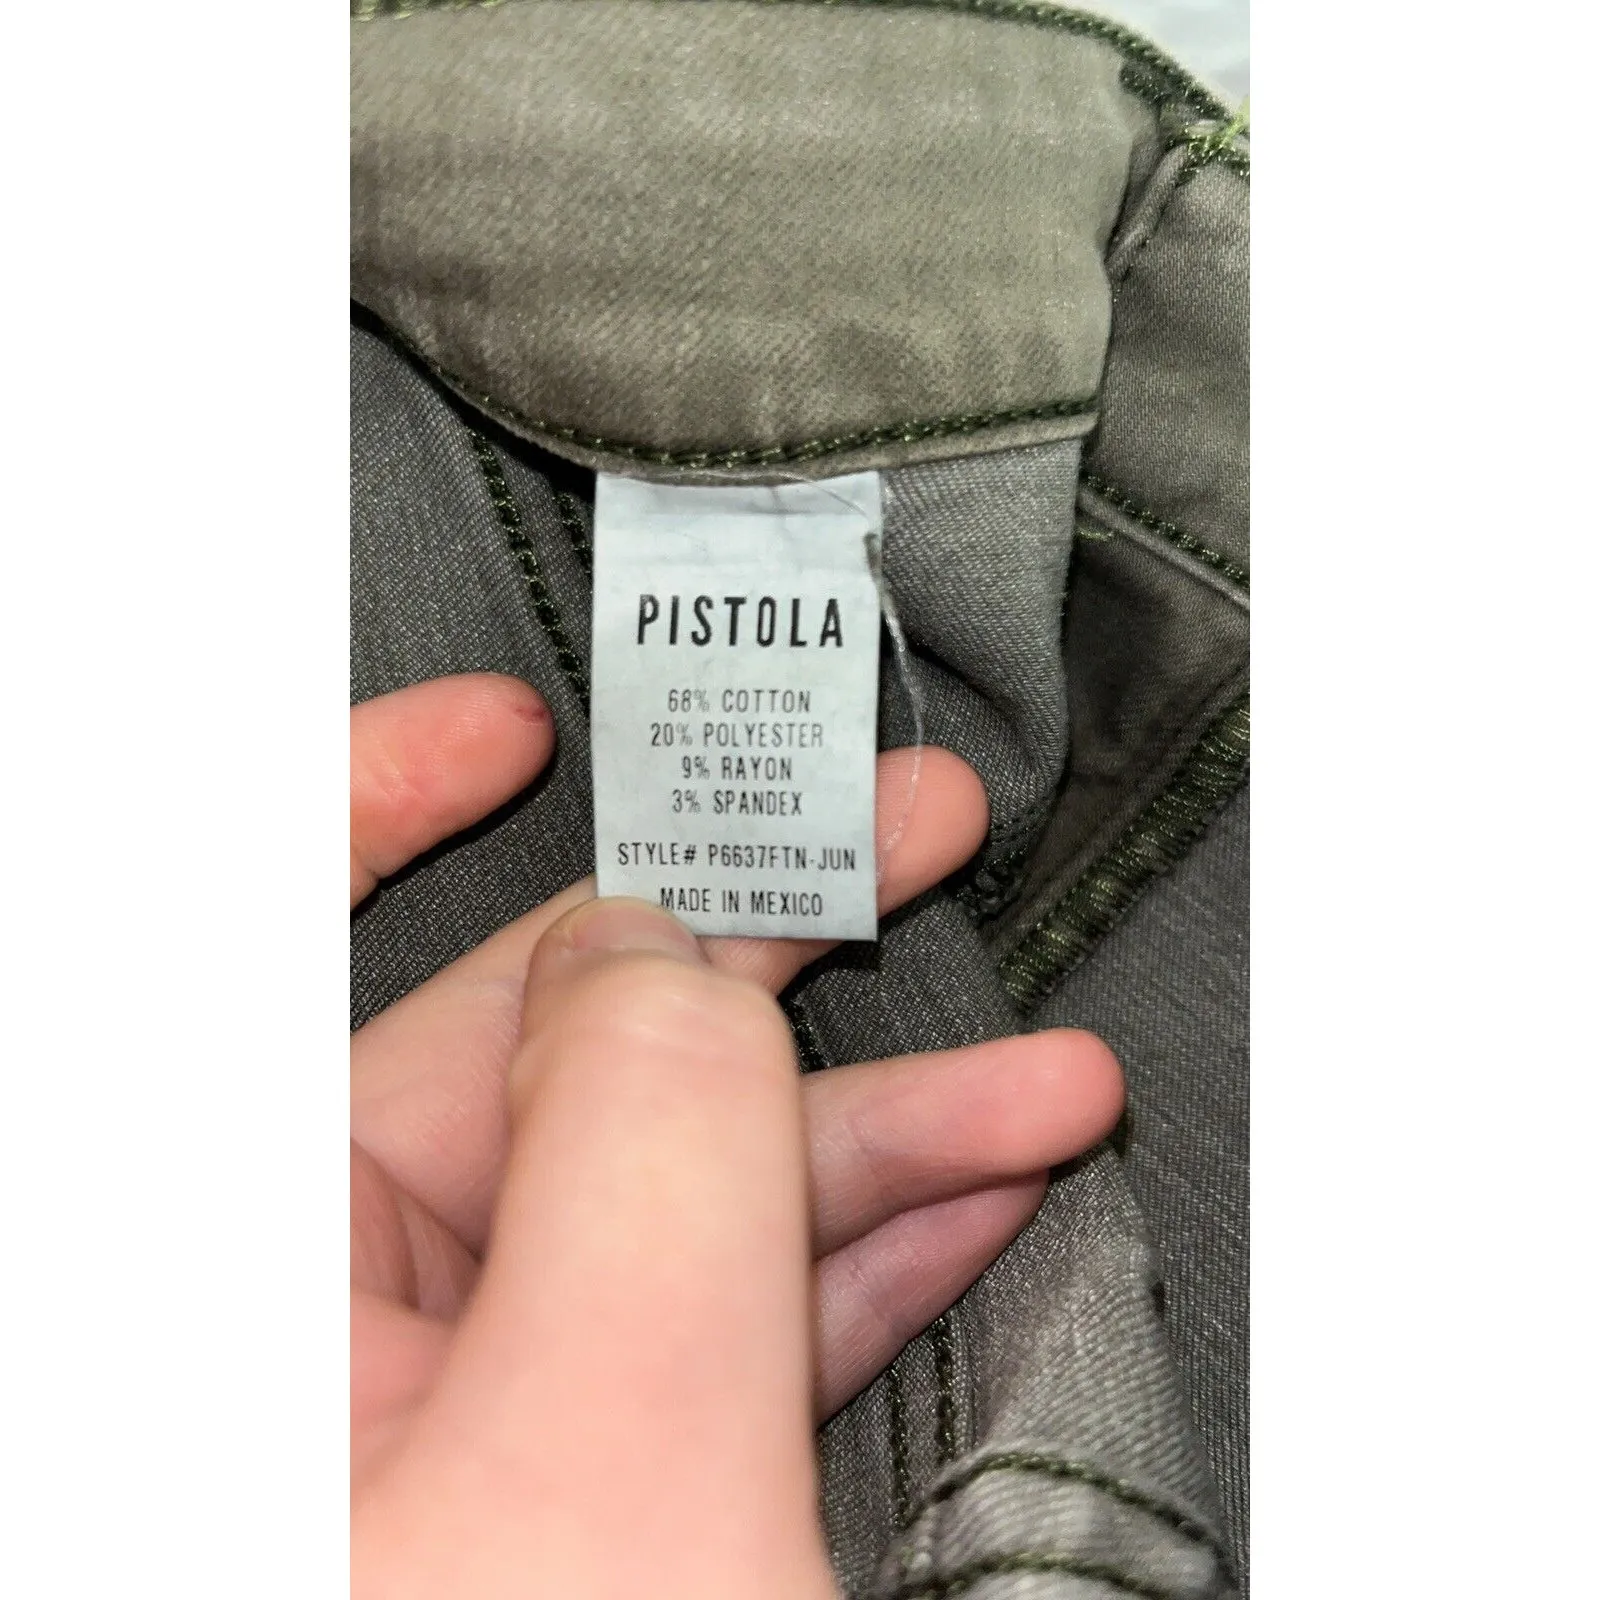 PISTOLA
68% COTTON
20% POLYESTER
9% RAYON
3% SPANDEX
STYLE# P6637FTN-JUN
MADE IN MEXICO